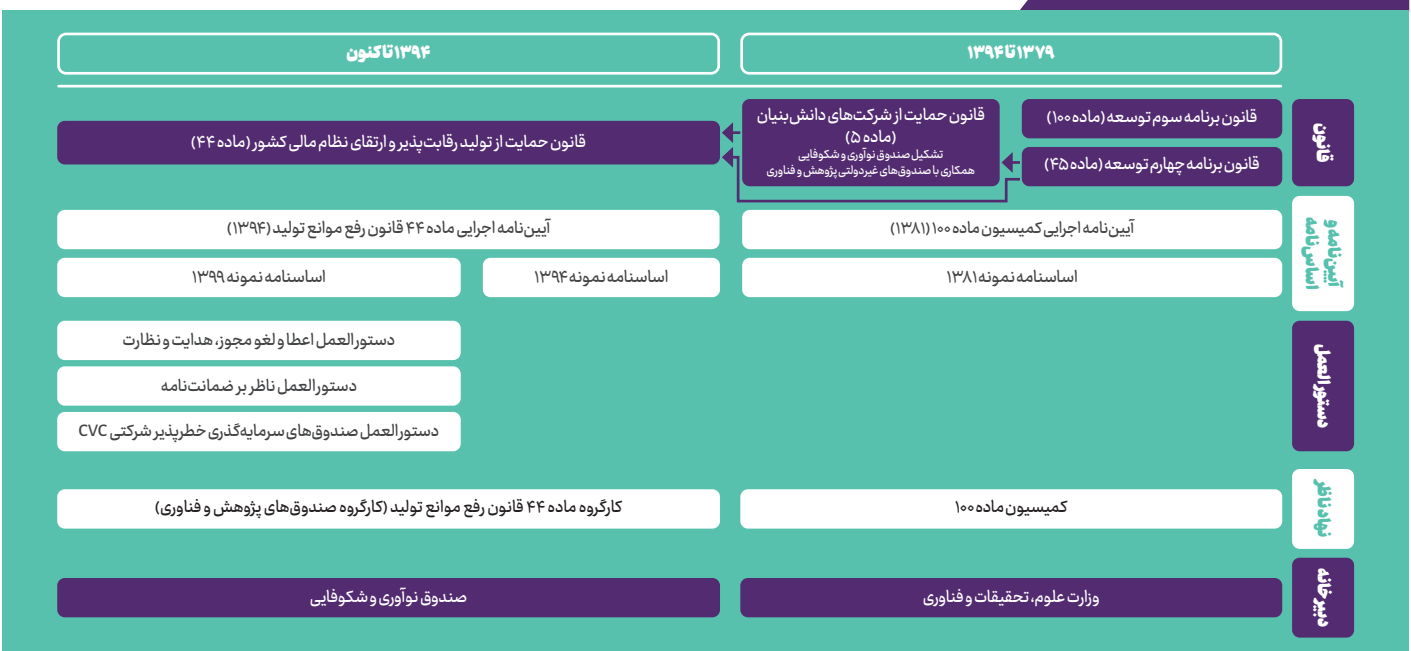 ۱۳۷۹ تا ۱۳۹۴
۱۳۹۴ تاکنون
قانون
قانون برنامه سوم توسعه (ماده ۱۰۰)
قانون برنامه چهارم توسعه (ماده ۴۵)
قانون حمایت از شرکت‌های دانش‌بنیان
(ماده ۵)
تشکیل صندوق نوآوری و شکوفایی
همکاری با صندوق‌های غیردولتی پژوهش و فناوری
قانون حمایت از تولید رقابت‌پذیر و ارتقای نظام مالی کشور (ماده ۴۴)
آیین‌نامه و
اساس‌نامه
آیین‌نامه اجرایی کمیسیون ماده ۱۰۰ (۱۳۸۱)
آیین‌نامه اجرایی ماده ۴۴ قانون رفع موانع تولید (۱۳۹۴)
اساسنامه نمونه ۱۳۸۱
اساسنامه نمونه ۱۳۹۴
اساسنامه نمونه ۱۳۹۹
دستورالعمل
دستورالعمل اعطا و لغو مجوز، هدایت و نظارت
دستورالعمل ناظر بر ضمانت‌نامه
دستورالعمل صندوق‌های سرمایه‌گذری خطرپذیر شرکتی CVC
نهاد ناظر
کمیسیون ماده ۱۰۰
کارگروه ماده ۴۴ قانون رفع موانع تولید (کارگروه صندوق‌های پژوهش و فناوری)
دبیرخانه
وزارت علوم، تحقیقات و فناوری
صندوق نوآوری و شکوفایی